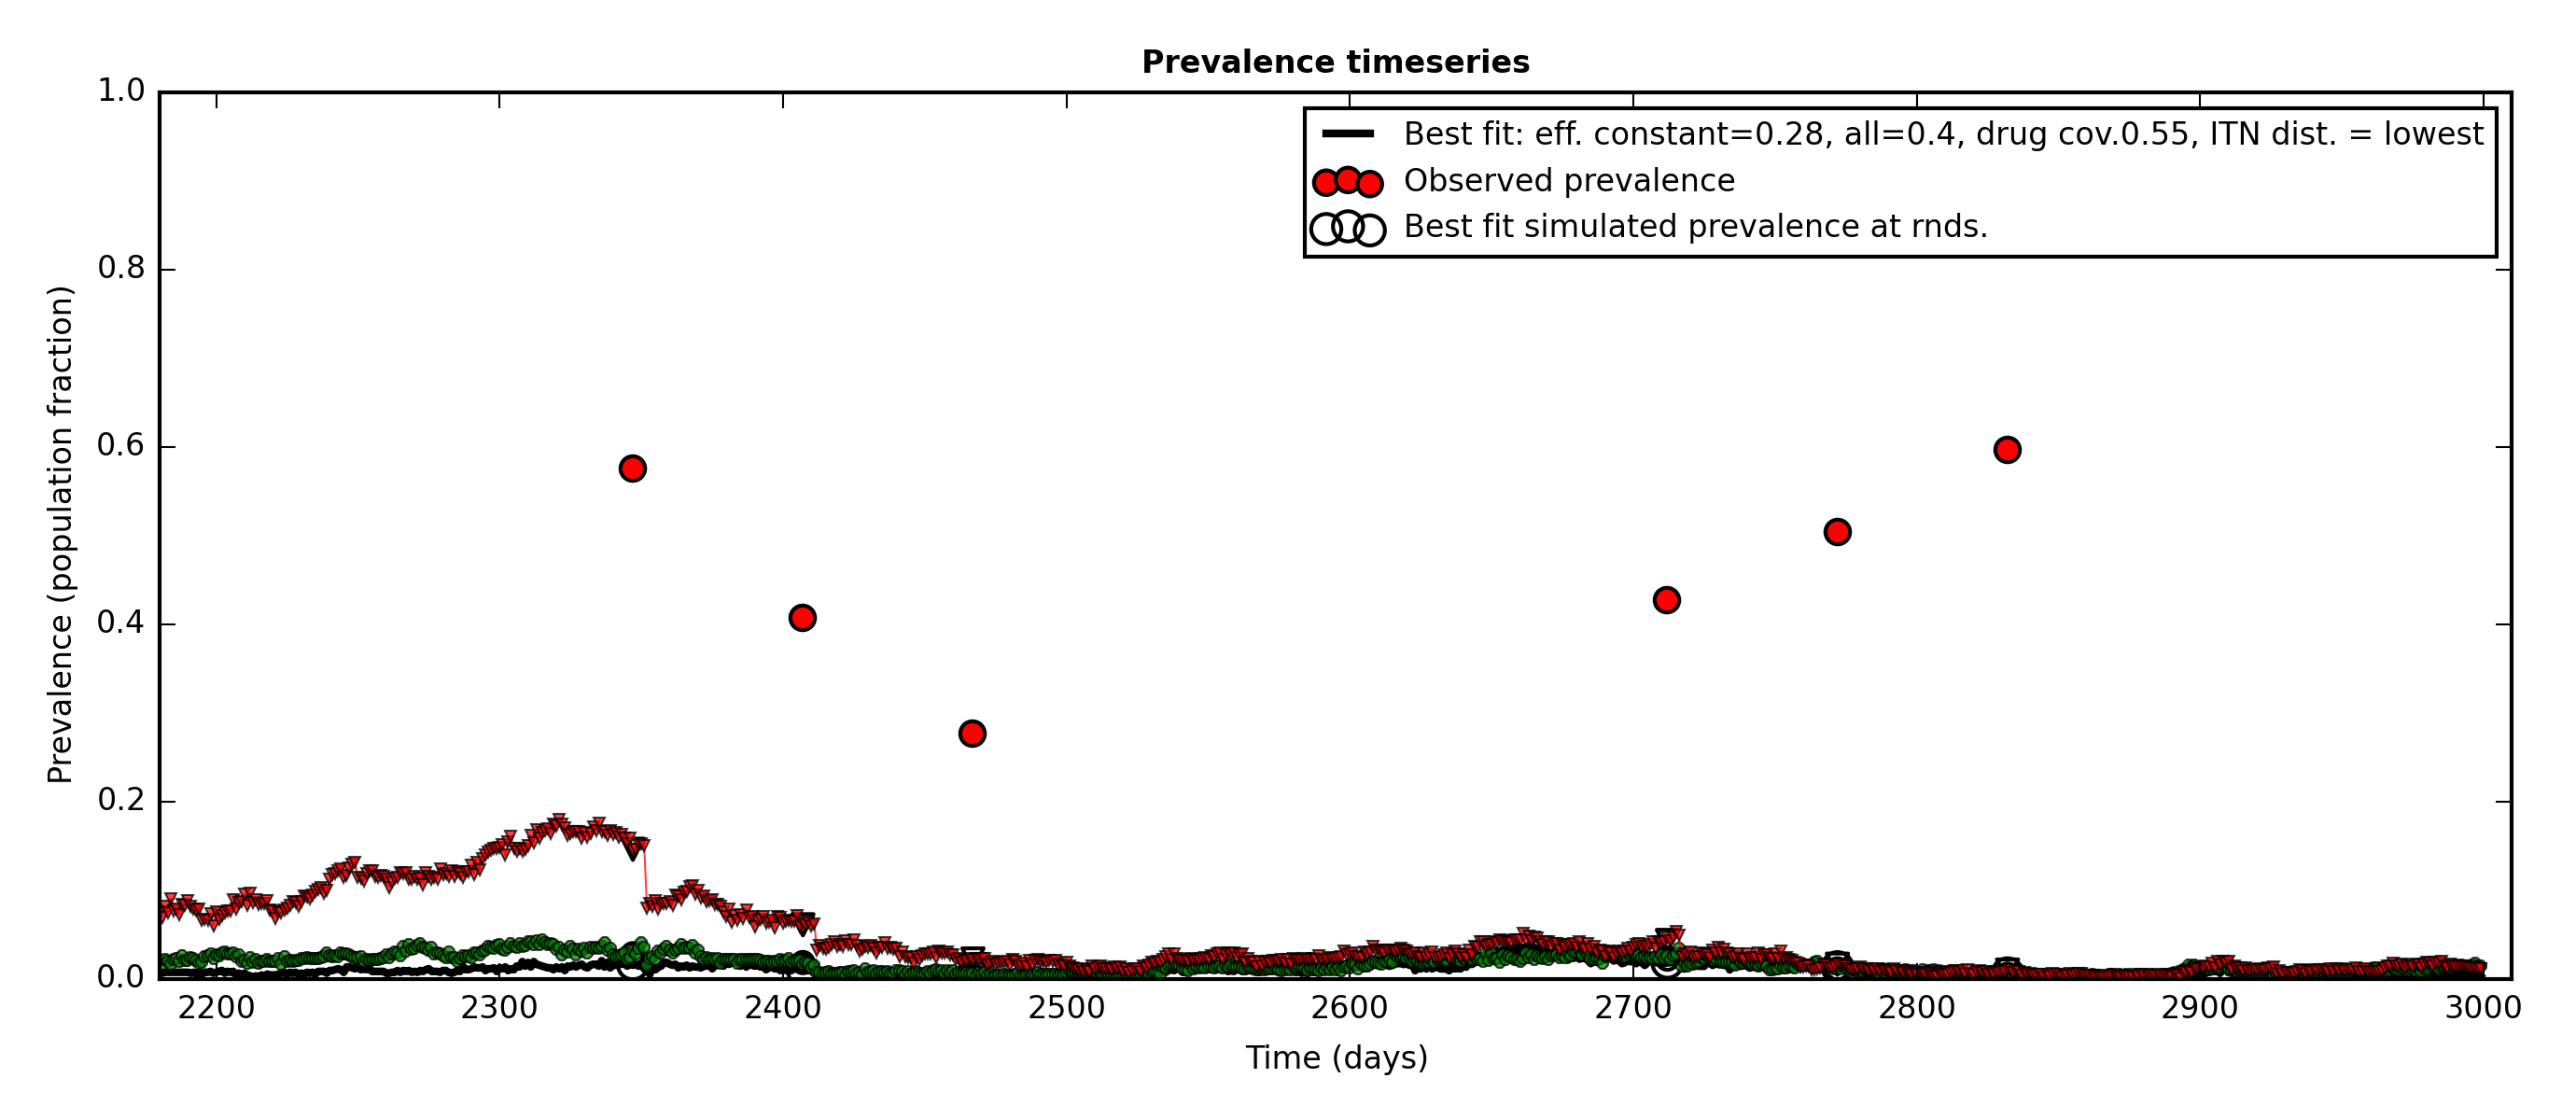 Prevalence timeseries
1.0
0.8
0.6
0.4
0.2
0.0
Prevalence (population fraction)
Best fit: eff. constant=0.28, all=0.4, drug cov.0.55, ITN dist. = lowest
Observed prevalence
Best fit simulated prevalence at rnds.
2200 2300 2400 2500 2600 2700 2800 2900 3000
Time (days)